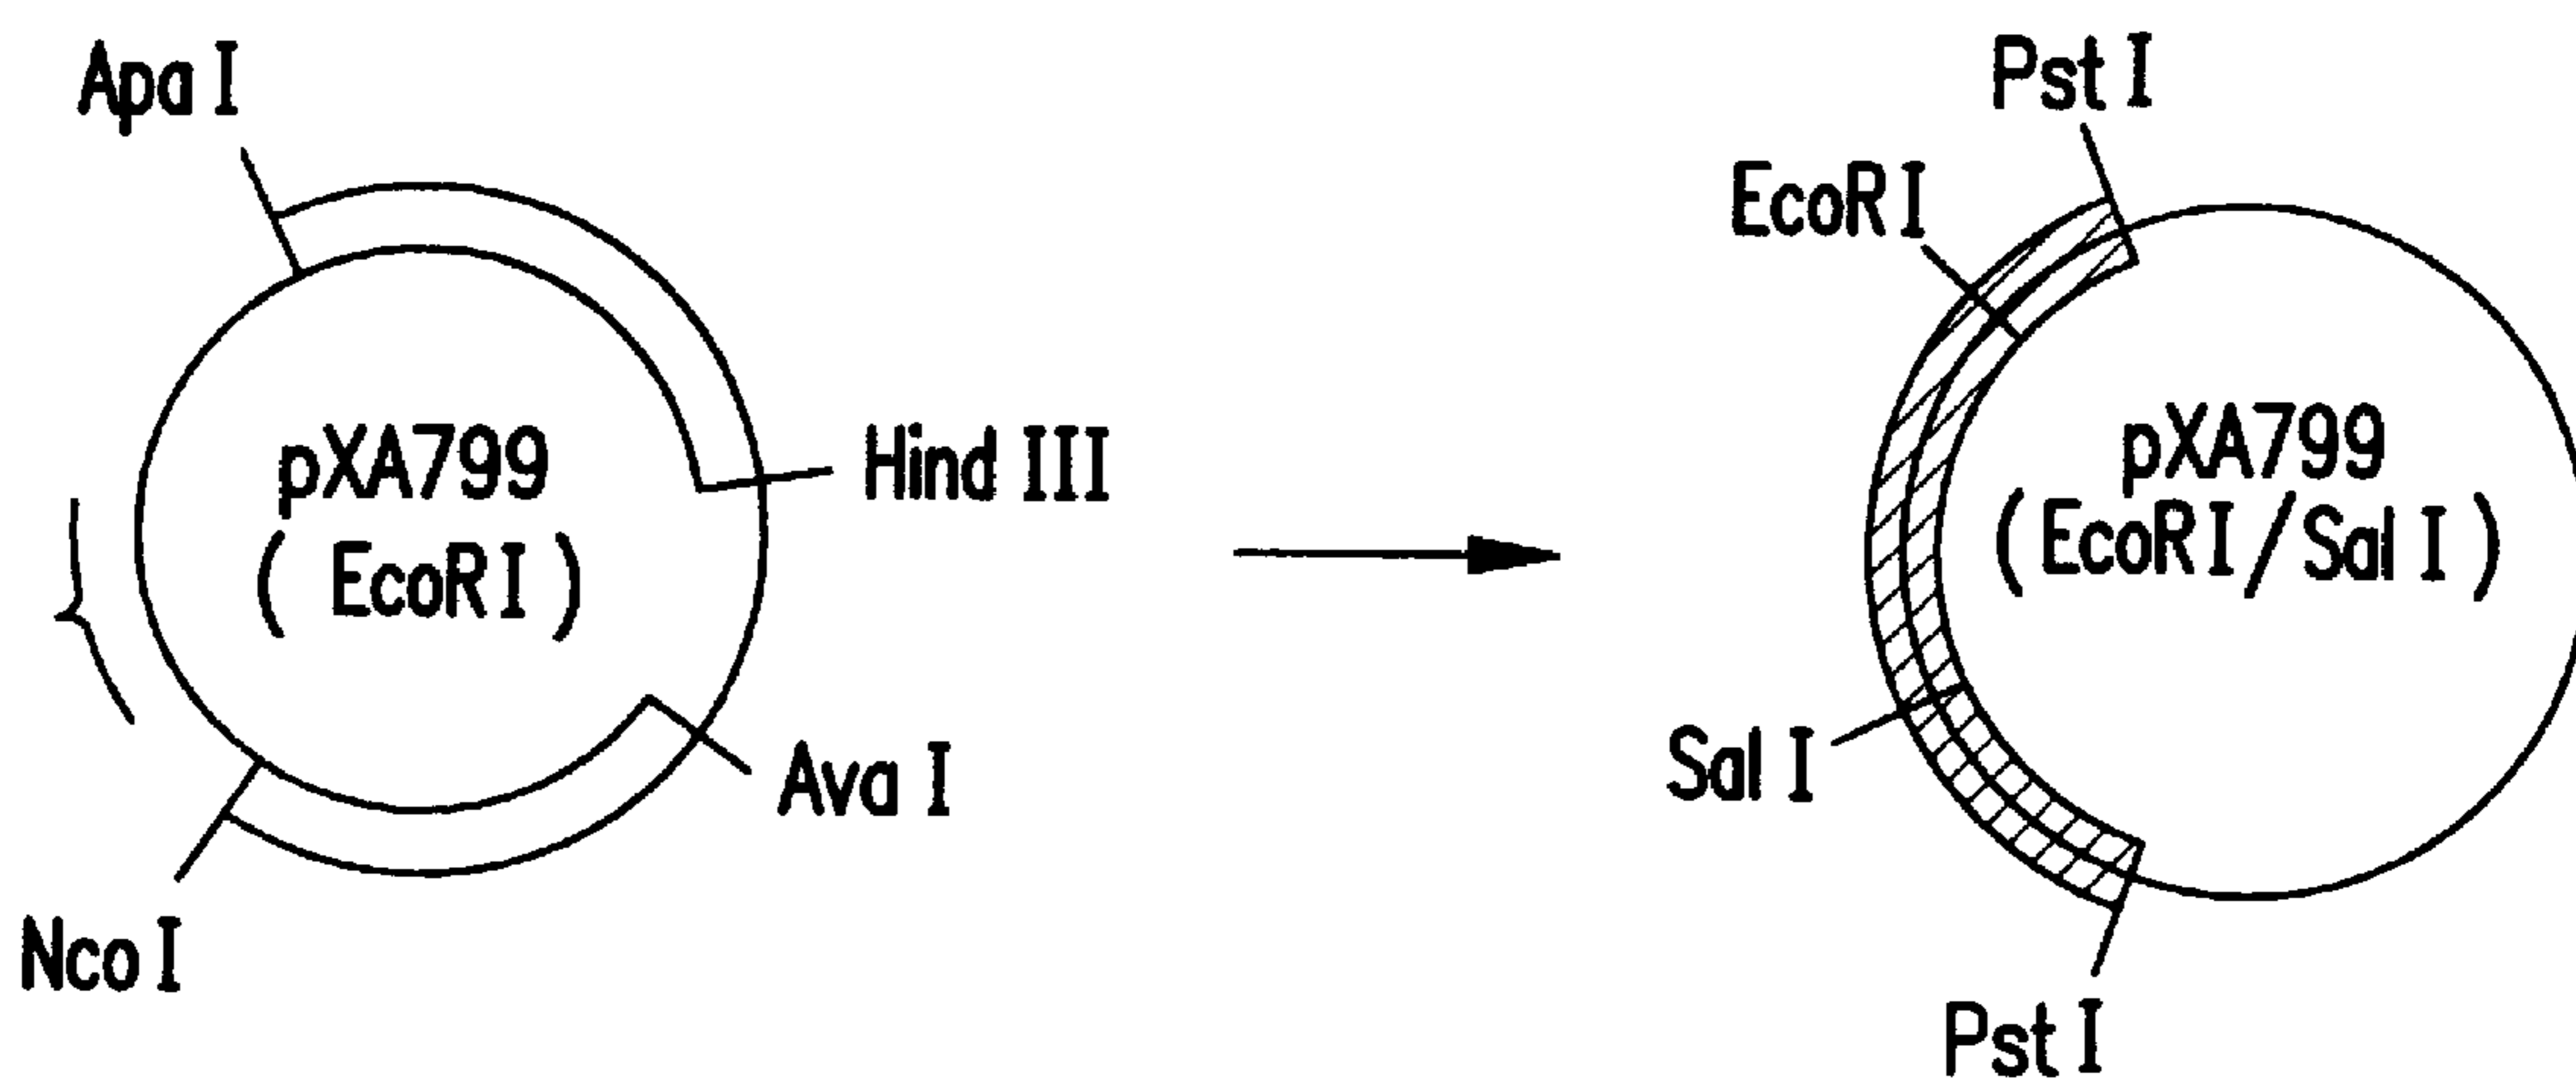 Apa I
pXA799
( EcoRI )
Hind III
Ava I
Nco I
Pst I
EcoRI
pXA799
(EcoRI/Sal I)
Sal I
Pst I